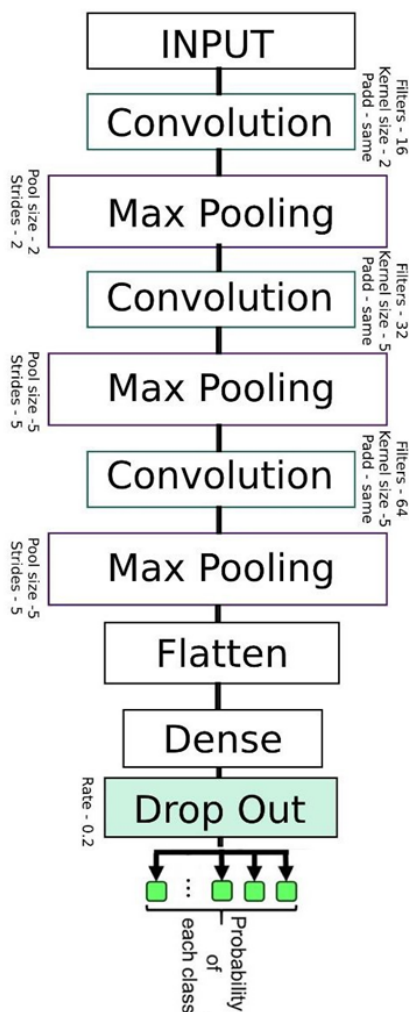 INPUT
Filters - 16
Kernel size - 2
Padd - same
Convolution
Max Pooling
Pool size - 2
Strides - 2
Filters - 32
Kernel size - 5
Padd - same
Convolution
Max Pooling
Pool size -5
Strides - 5
Filters - 64
Kernel size -5
Padd - same
Convolution
Max Pooling
Pool size -5
Strides - 5
Flatten
Dense
Drop Out
Rate - 0.2
...
Probability
of
each class